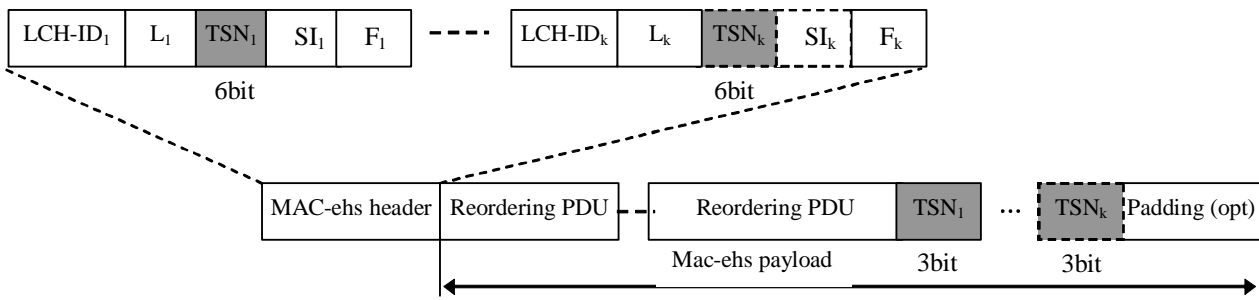 LCH-ID₁ L₁ TSN₁ SI₁ F₁ LCH-IDₖ Lₖ TSNₖ SIₖ Fₖ
6bit 6bit
MAC-ehs header Reordering PDU Reordering PDU TSN₁ ... TSNₖ Padding (opt)
Mac-ehs payload 3bit 3bit